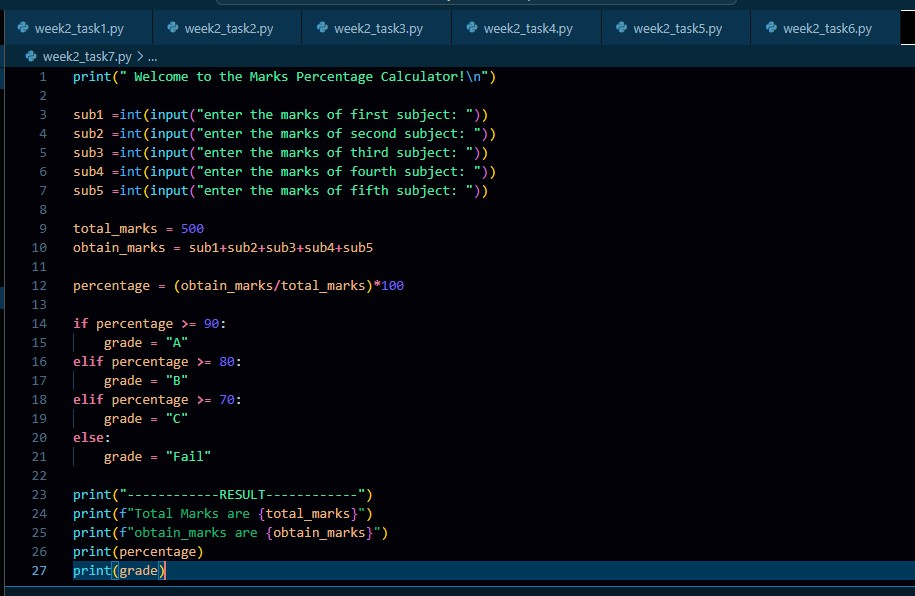 week2_task1.py week2_task2.py week2_task3.py week2_task4.py week2_task5.py week2_task6.py
week2_task7.py > ...
1 print(" Welcome to the Marks Percentage Calculator!\n")
2
3 sub1 =int(input("enter the marks of first subject: "))
4 sub2 =int(input("enter the marks of second subject: "))
5 sub3 =int(input("enter the marks of third subject: "))
6 sub4 =int(input("enter the marks of fourth subject: "))
7 sub5 =int(input("enter the marks of fifth subject: "))
8
9 total_marks = 500
10 obtain_marks = sub1+sub2+sub3+sub4+sub5
11
12 percentage = (obtain_marks/total_marks)*100
13
14 if percentage >= 90:
15     grade = "A"
16 elif percentage >= 80:
17     grade = "B"
18 elif percentage >= 70:
19     grade = "C"
20 else:
21     grade = "Fail"
22
23 print("------------RESULT------------")
24 print(f"Total Marks are {total_marks}")
25 print(f"obtain_marks are {obtain_marks}")
26 print(percentage)
27 print(grade)